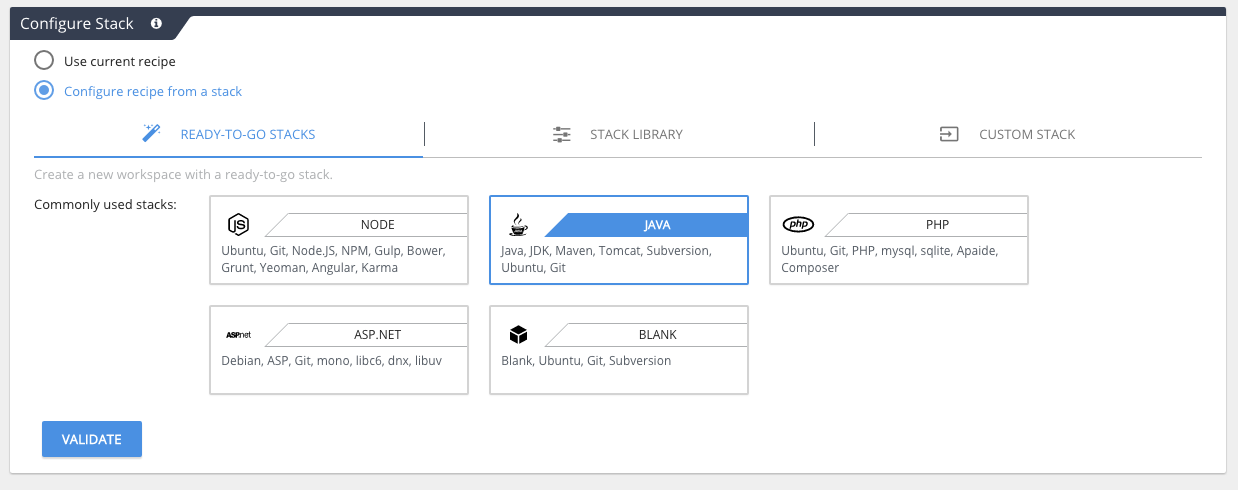 Configure Stack
Use current recipe
Configure recipe from a stack
READY-TO-GO STACKS
STACK LIBRARY
CUSTOM STACK
Create a new workspace with a ready-to-go stack.
Commonly used stacks:
JS
NODE
Ubuntu, Git, Node.JS, NPM, Gulp, Bower,
Grunt, Yeoman, Angular, Karma
JAVA
Java, JDK, Maven, Tomcat, Subversion,
Ubuntu, Git
php
PHP
Ubuntu, Git, PHP, mysql, sqlite, Apaide,
Composer
ASP.net
ASP.NET
Debian, ASP, Git, mono, libc6, dnx, libuv
BLANK
Blank, Ubuntu, Git, Subversion
VALIDATE